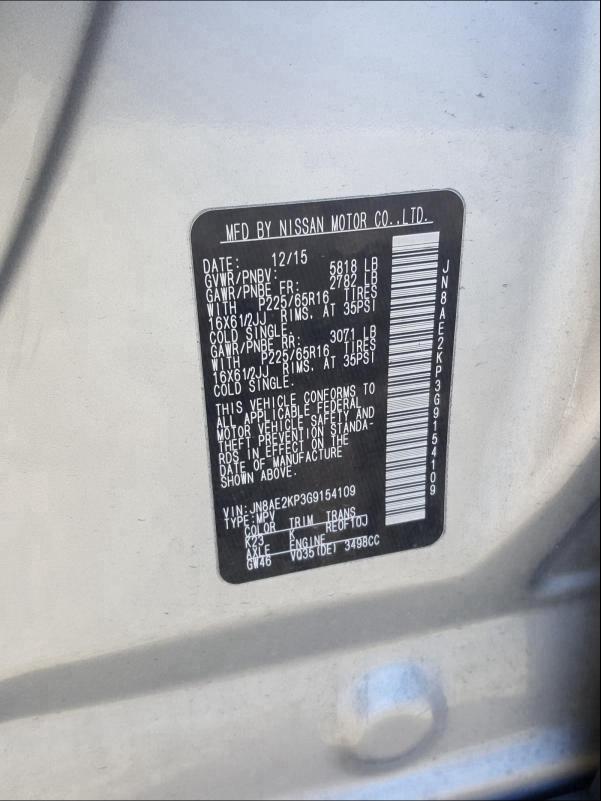 MFD BY NISSAN MOTOR CO.,LTD.
DATE: 12/15
GVWR/PNBV: 5818 LB
GAWR/PNBE FR: 2782 LB
WITH P225/65R16 TIRES
16X61/2JJ RIMS, AT 35PSI
COLD SINGLE.
GAWR/PNBE RR: 3071 LB
WITH P225/65R16 TIRES
16X61/2JJ RIMS, AT 35PSI
COLD SINGLE.
THIS VEHICLE CONFORMS TO
ALL APPLICABLE FEDERAL
MOTOR VEHICLE SAFETY AND
THEFT PREVENTION STANDA-
RDS IN EFFECT ON THE
DATE OF MANUFACTURE
SHOWN ABOVE.
VIN:JN8AE2KP3G9154109
TYPE:MPV
COLOR TRIM TRANS
K23 K RE0F10J
AXLE ENGINE
GW46 VQ35(DE) 3498CC
JN8AE2KP3G9154109